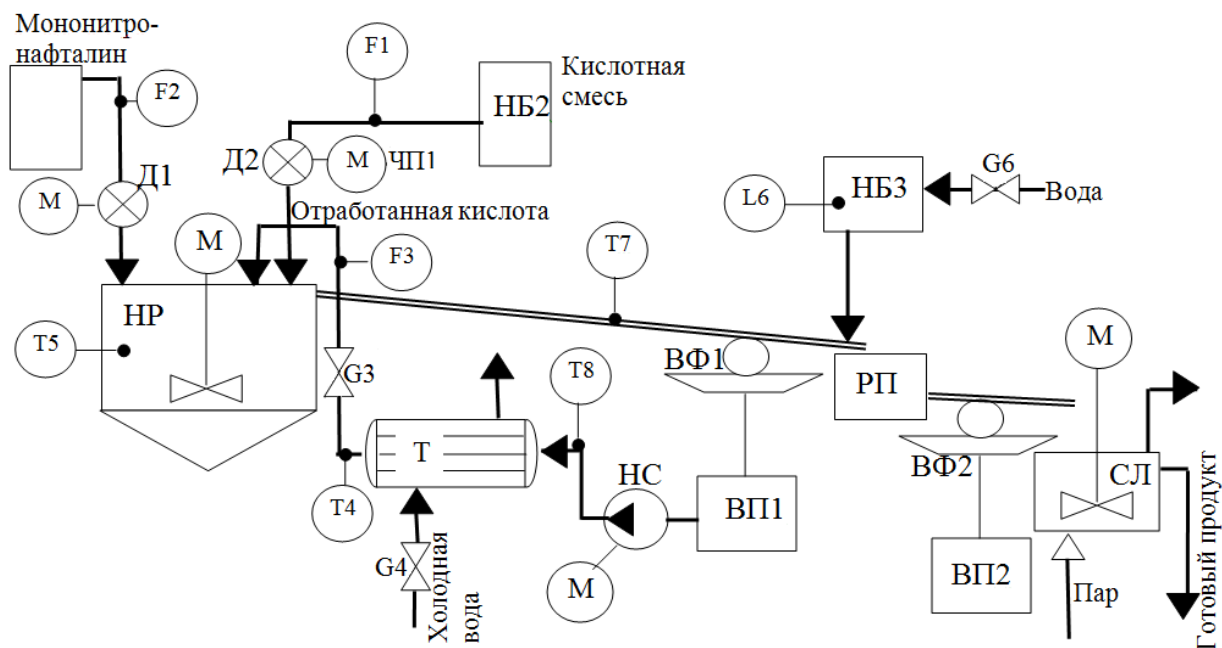 Мононитро-
нафталин
F2
F1
НБ2
Кислотная
смесь
Д1
М
Д2
М
ЧП1
Отработанная кислота
М
F3
НР
T5
G3
T7
L6
НБ3
G6
Вода
ВФ1
РП
М
T8
Т
T4
G4
Холодная
вода
НС
М
ВП1
ВФ2
ВП2
СЛ
Пар
Готовый продукт